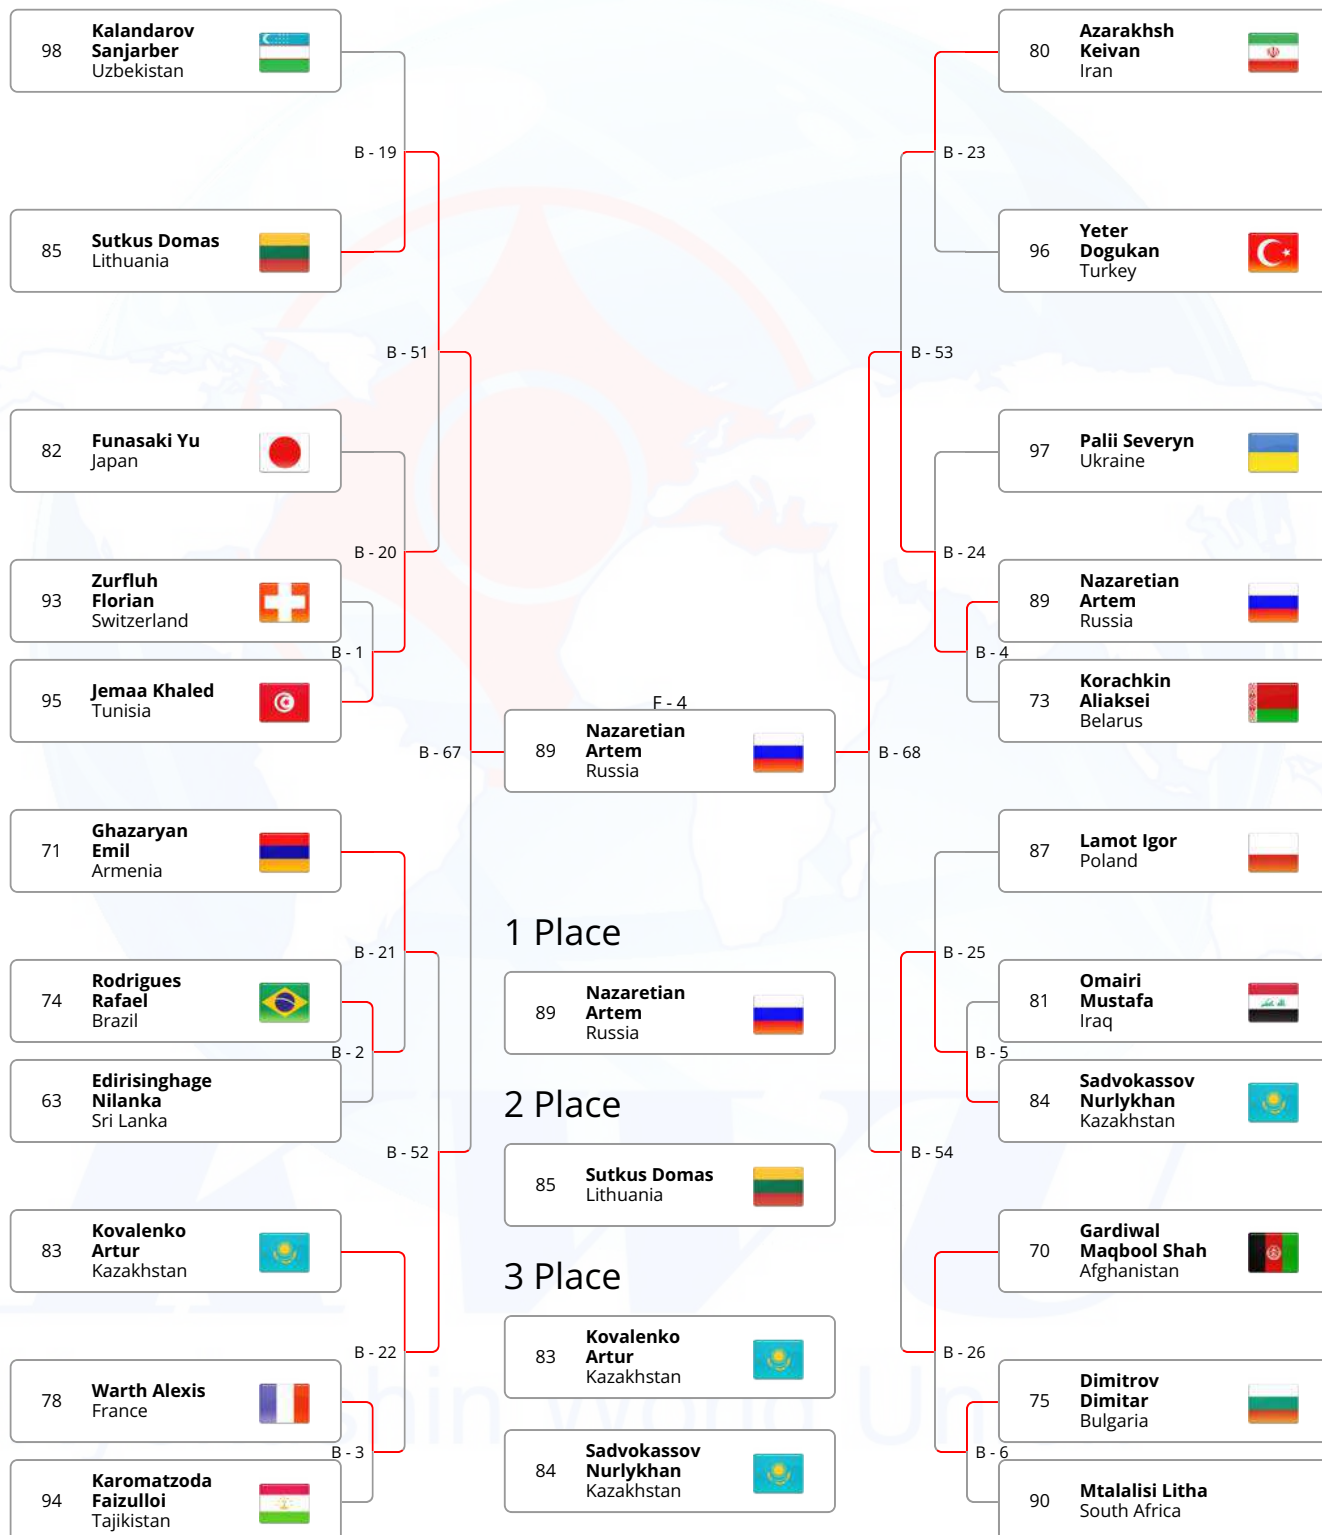 98
Kalandarov
Sanjarber
Uzbekistan
B - 19
85
Sutkus Domas
Lithuania
B - 51
82
Funasaki Yu
Japan
B - 20
93
Zurfluh
Florian
Switzerland
B - 1
95
Jemaa Khaled
Tunisia
B - 67
71
Ghazaryan
Emil
Armenia
B - 21
74
Rodrigues
Rafael
Brazil
B - 2
63
Edirisinghage
Nilanka
Sri Lanka
B - 52
83
Kovalenko
Artur
Kazakhstan
B - 22
78
Warth Alexis
France
B - 3
94
Karomatzoda
Faizulloi
Tajikistan
F - 4
89
Nazaretian
Artem
Russia
1 Place
89
Nazaretian
Artem
Russia
2 Place
85
Sutkus Domas
Lithuania
3 Place
83
Kovalenko
Artur
Kazakhstan
84
Sadvokassov
Nurlykhan
Kazakhstan
80
Azarakhsh
Keivan
Iran
B - 23
96
Yeter
Dogukan
Turkey
B - 53
97
Palii Severyn
Ukraine
B - 24
89
Nazaretian
Artem
Russia
B - 4
73
Korachkin
Aliaksei
Belarus
B - 68
87
Lamot Igor
Poland
B - 25
81
Omairi
Mustafa
Iraq
B - 5
84
Sadvokassov
Nurlykhan
Kazakhstan
B - 54
70
Gardiwal
Maqbool Shah
Afghanistan
B - 26
75
Dimitrov
Dimitar
Bulgaria
B - 6
90
Mtalalisi Litha
South Africa